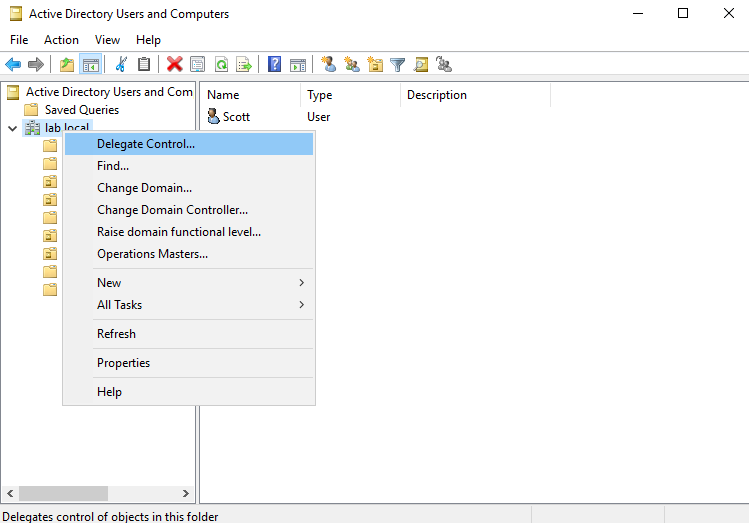 Active Directory Users and Computers
File Action View Help
Active Directory Users and Com
Saved Queries
lab.local
Name Type Description
Scott User
Delegate Control...
Find...
Change Domain...
Change Domain Controller...
Raise domain functional level...
Operations Masters...
New
All Tasks
Refresh
Properties
Help
Delegates control of objects in this folder